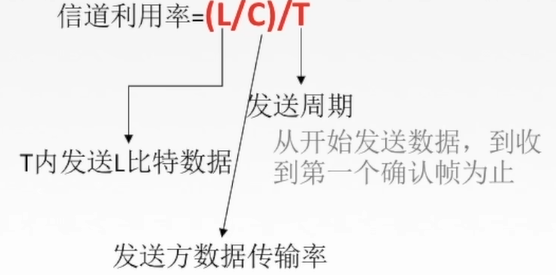 信道利用率=(L/C)/T
发送周期
从开始发送数据，到收
到第一个确认帧为止
T内发送L比特数据
发送方数据传输率